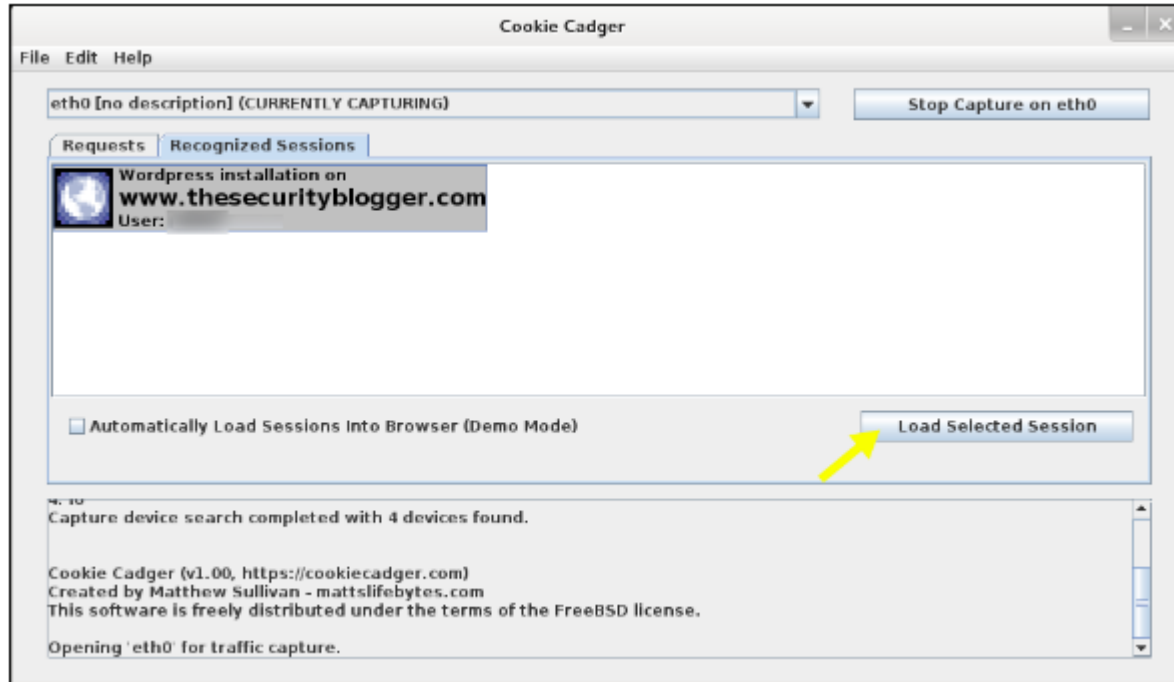 Cookie Cadger
File Edit Help
eth0 [no description] (CURRENTLY CAPTURING)
Stop Capture on eth0
Requests Recognized Sessions
Wordpress installation on
www.thesecurityblogger.com
User:
Automatically Load Sessions Into Browser (Demo Mode)
Load Selected Session
Capture device search completed with 4 devices found.
Cookie Cadger (v1.00, https://cookiecadger.com)
Created by Matthew Sullivan - mattslifebytes.com
This software is freely distributed under the terms of the FreeBSD license.
Opening 'eth0' for traffic capture.